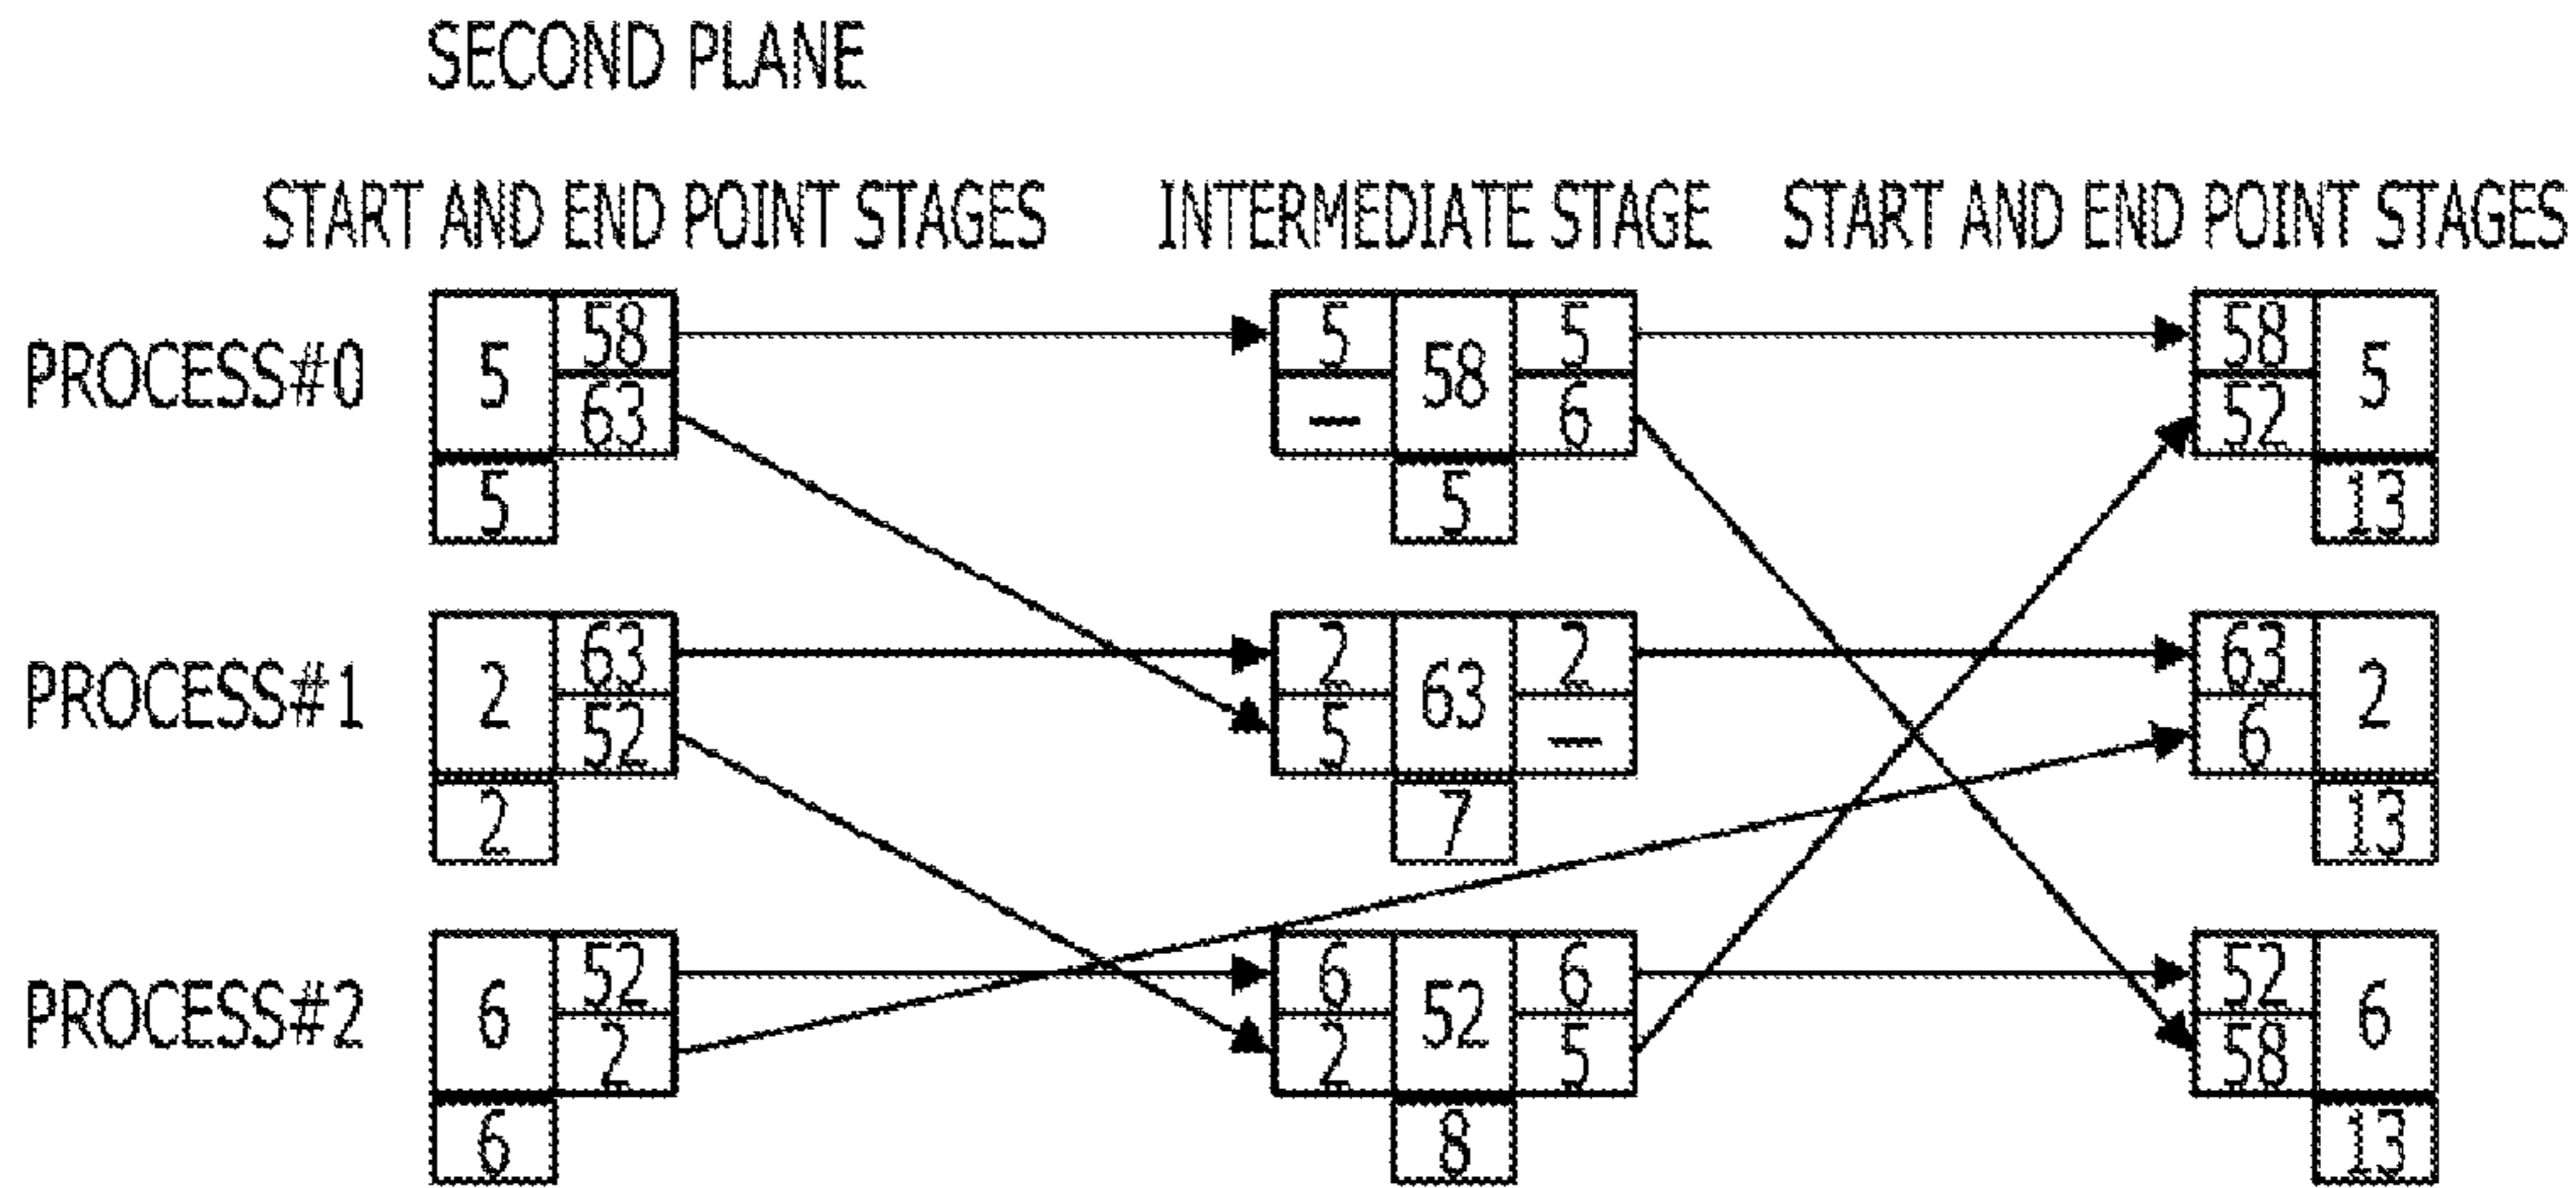 SECOND PLANE
START AND END POINT STAGES INTERMEDIATE STAGE START AND END POINT STAGES
58 5 5 58
PROCESS#0 5 58 5
63 — 6 52
5 5 13
63 2 2 63
PROCESS#1 2 63 2
52 5 — 6
2 7 13
52 6 6 52
PROCESS#2 6 52 6
2 2 5 58
6 8 13